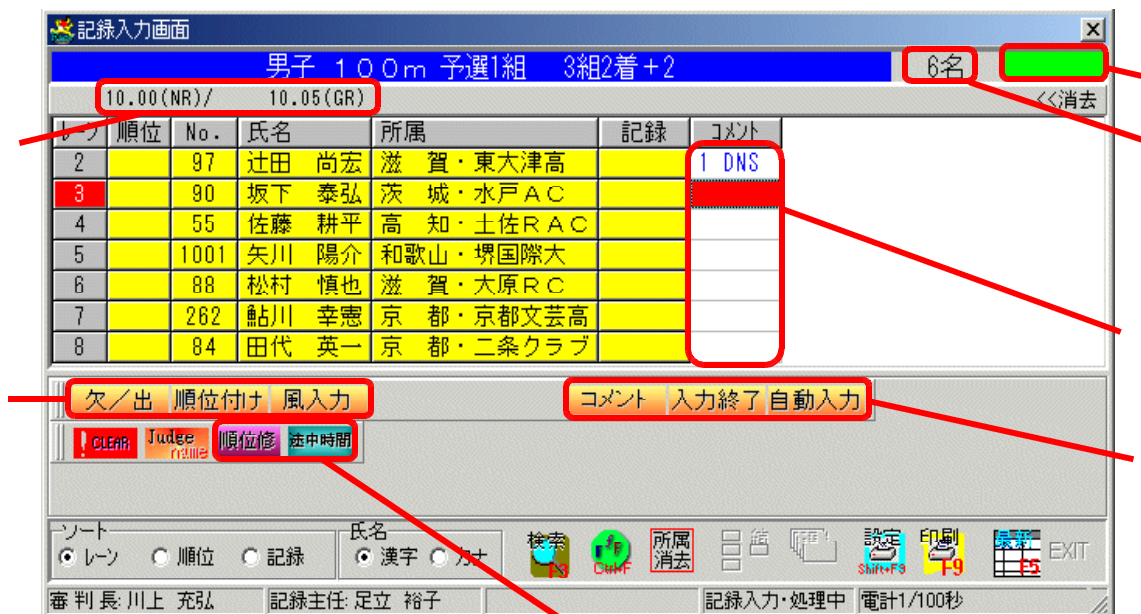 記録入力画面
男子 １００ｍ 予選1組 3組2着＋2 6名
10.00(NR)/ 10.05(GR) <<消去
ﾚｰﾝ 順位 No. 氏名 所属 記録 ｺﾒﾝﾄ
2 97 辻田 尚宏 滋 賀・東大津高 1 DNS
3 90 坂下 泰弘 茨 城・水戸ＡＣ
4 55 佐藤 耕平 高 知・土佐ＲＡＣ
5 1001 矢川 陽介 和歌山・堺国際大
6 88 松村 慎也 滋 賀・大原ＲＣ
7 262 鮎川 幸憲 京 都・京都文芸高
8 84 田代 英一 京 都・二条クラブ
欠／出 順位付け 風入力 コメント 入力終了 自動入力
!CLEAR Judge name 順位修 途中時間
ソート 氏名
レーン 順位 記録 漢字 カナ 検索 F3 Ctrl+F 所属消去 設定 Shift+F9 印刷 F9 最新 F5 EXIT
審判長:川上 充弘 記録主任:足立 裕子 記録入力･処理中 電計1/100秒